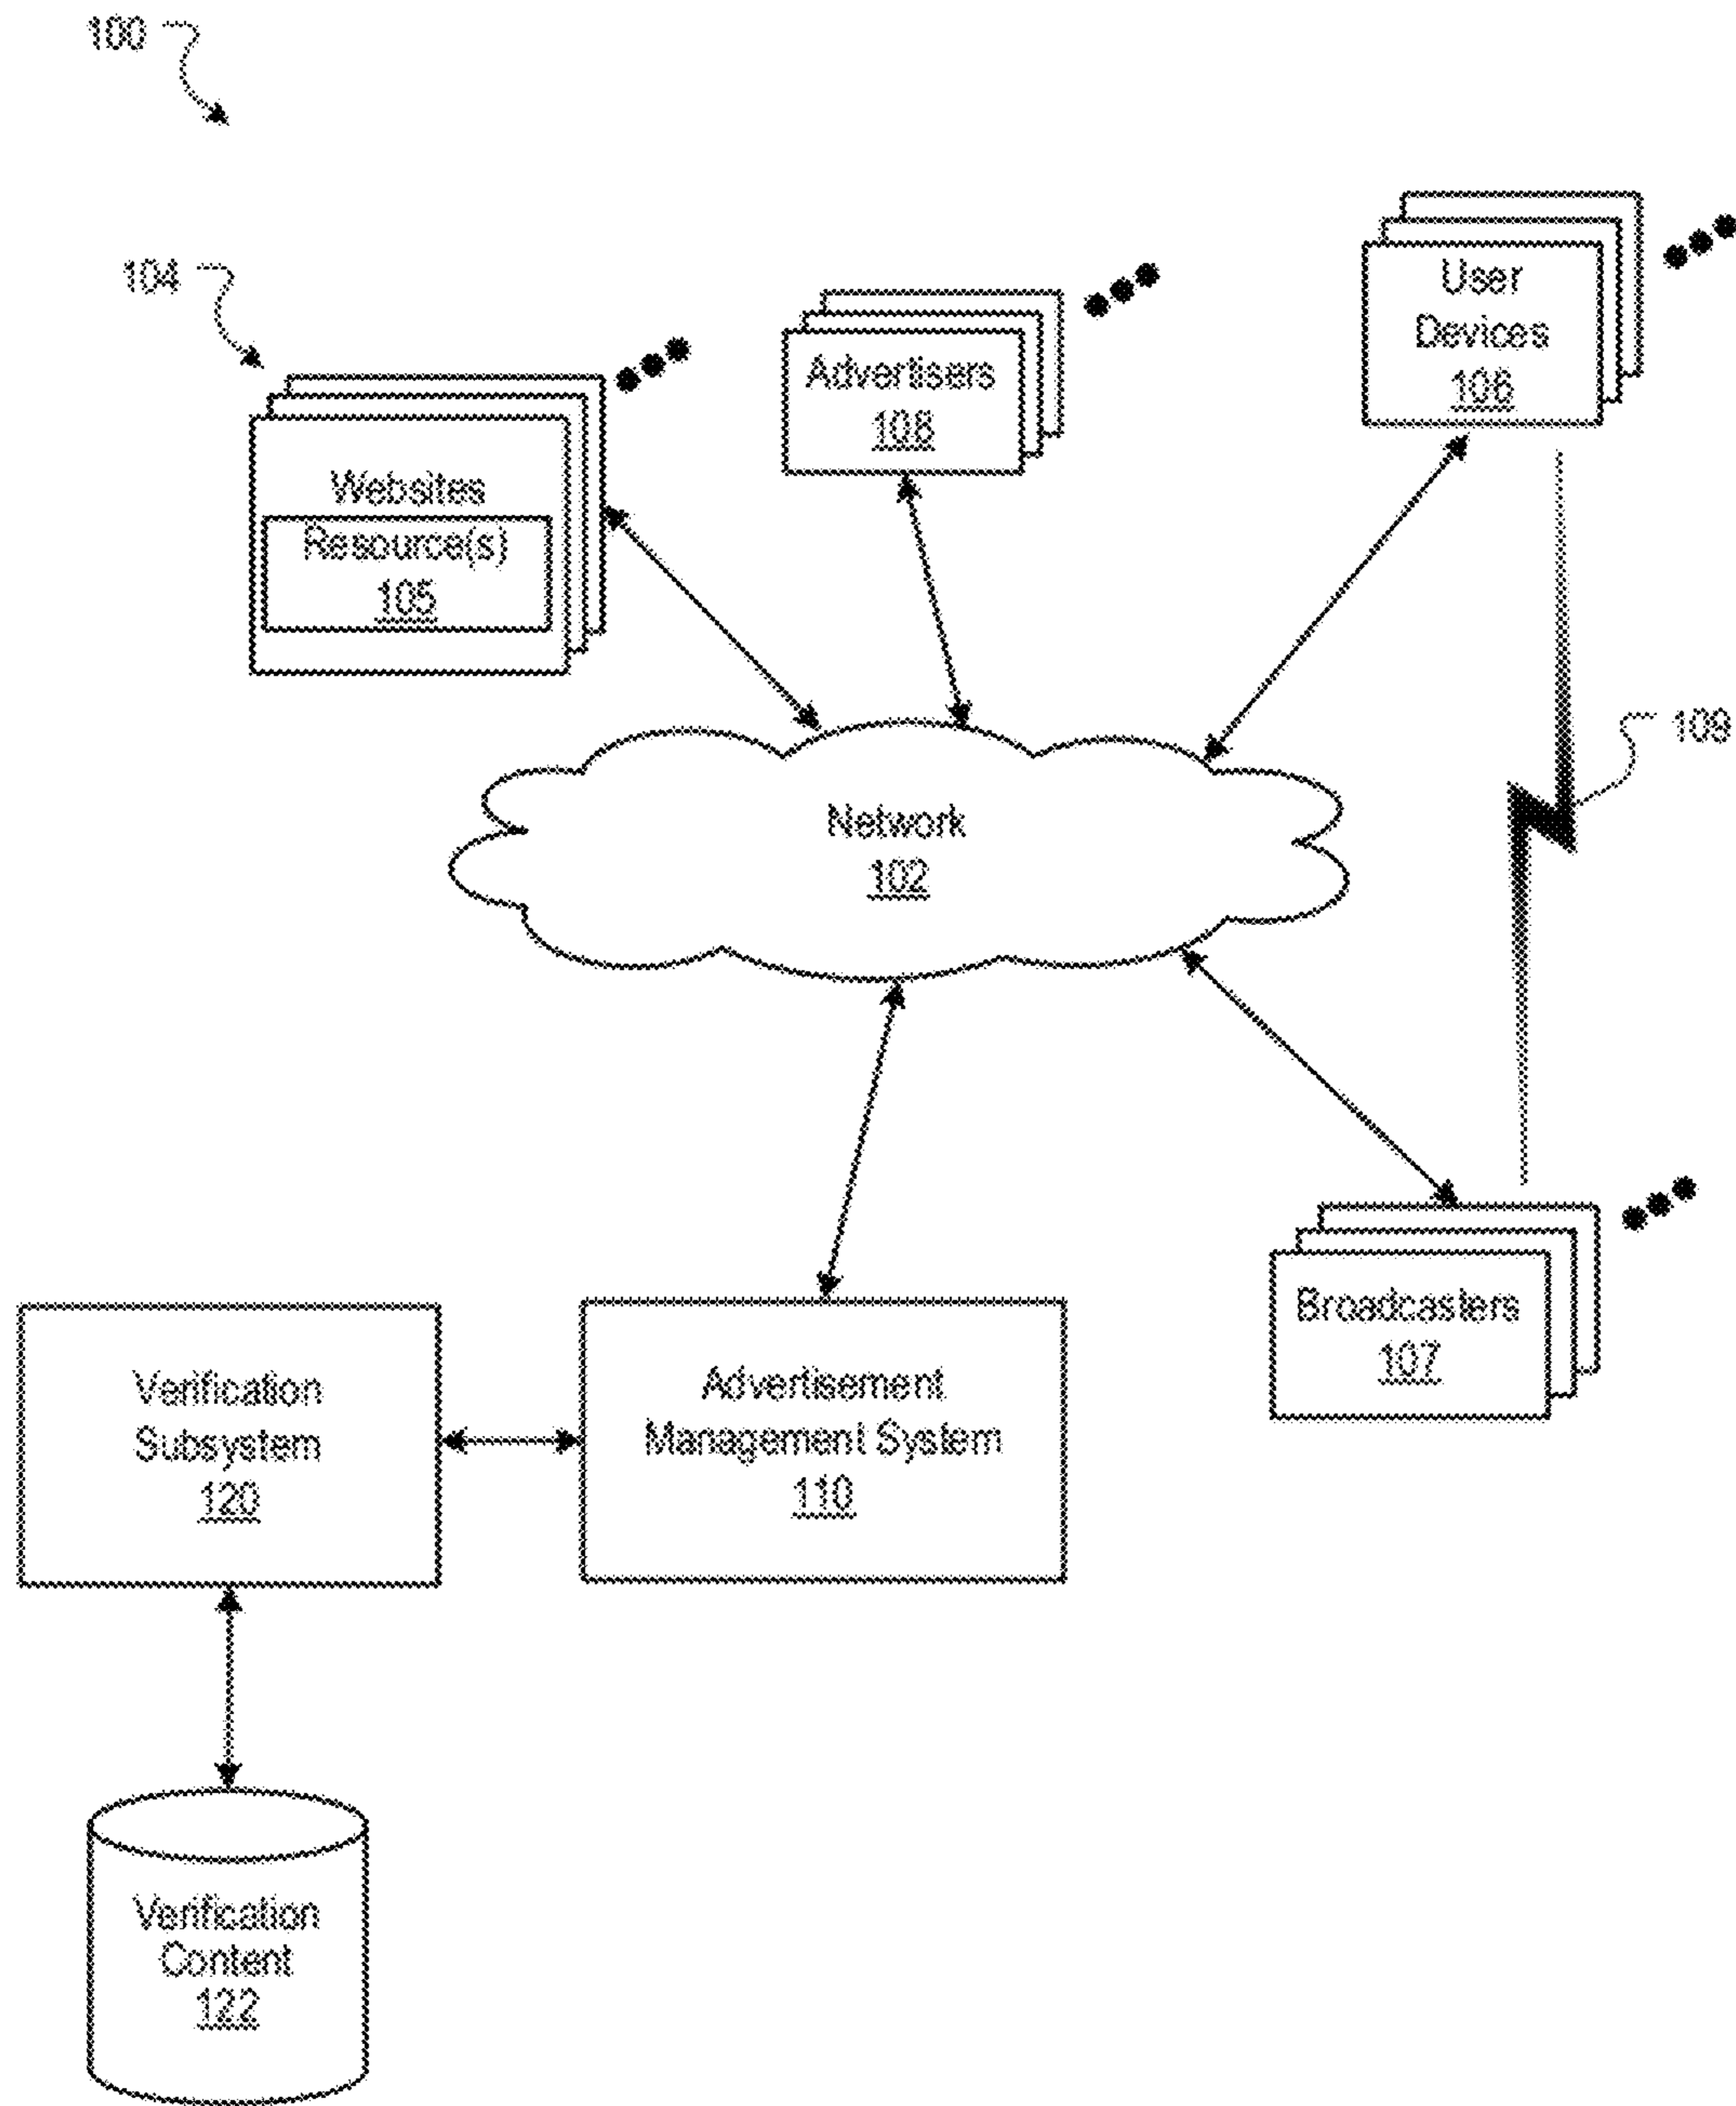 100
104
Websites
Resource(s)
105
Advertisers
108
User
Devices
106
109
Network
102
Broadcasters
107
Verification
Subsystem
120
Advertisement
Management System
110
Verification
Content
122